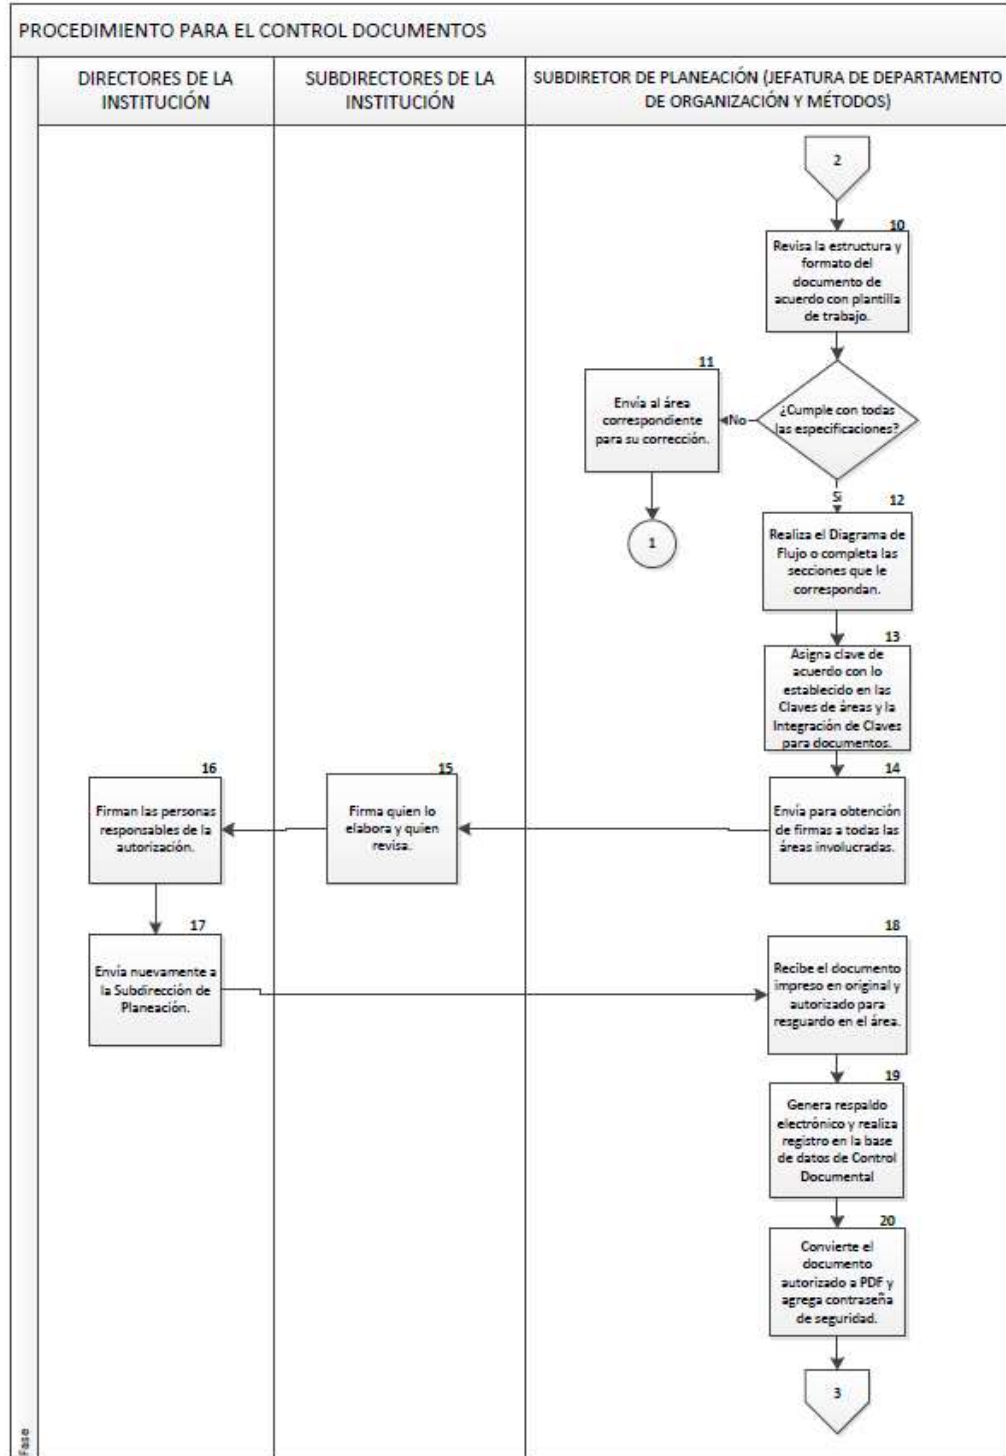 PROCEDIMIENTO PARA EL CONTROL DOCUMENTOS
DIRECTORES DE LA
INSTITUCIÓN
SUBDIRECTORES DE LA
INSTITUCIÓN
SUBDIRETOR DE PLANEACIÓN (JEFATURA DE DEPARTAMENTO
DE ORGANIZACIÓN Y MÉTODOS)
2
10
Revisa la estructura y
formato del
documento de
acuerdo con plantilla
de trabajo.
¿Cumple con todas
las especificaciones?
No
11
Envía al área
correspondiente
para su corrección.
1
Si
12
Realiza el Diagrama de
Flujo o completa las
secciones que le
correspondan.
13
Asigna clave de
acuerdo con lo
establecido en las
Claves de áreas y la
Integración de Claves
para documentos.
14
Envía para obtención
de firmas a todas las
áreas involucradas.
15
Firma quien lo
elabora y quien
revisa.
16
Firman las personas
responsables de la
autorización.
17
Envía nuevamente a
la Subdirección de
Planeación.
18
Recibe el documento
impreso en original y
autorizado para
resguardo en el área.
19
Genera respaldo
electrónico y realiza
registro en la base
de datos de Control
Documental
20
Convierte el
documento
autorizado a PDF y
agrega contraseña
de seguridad.
3
Fase